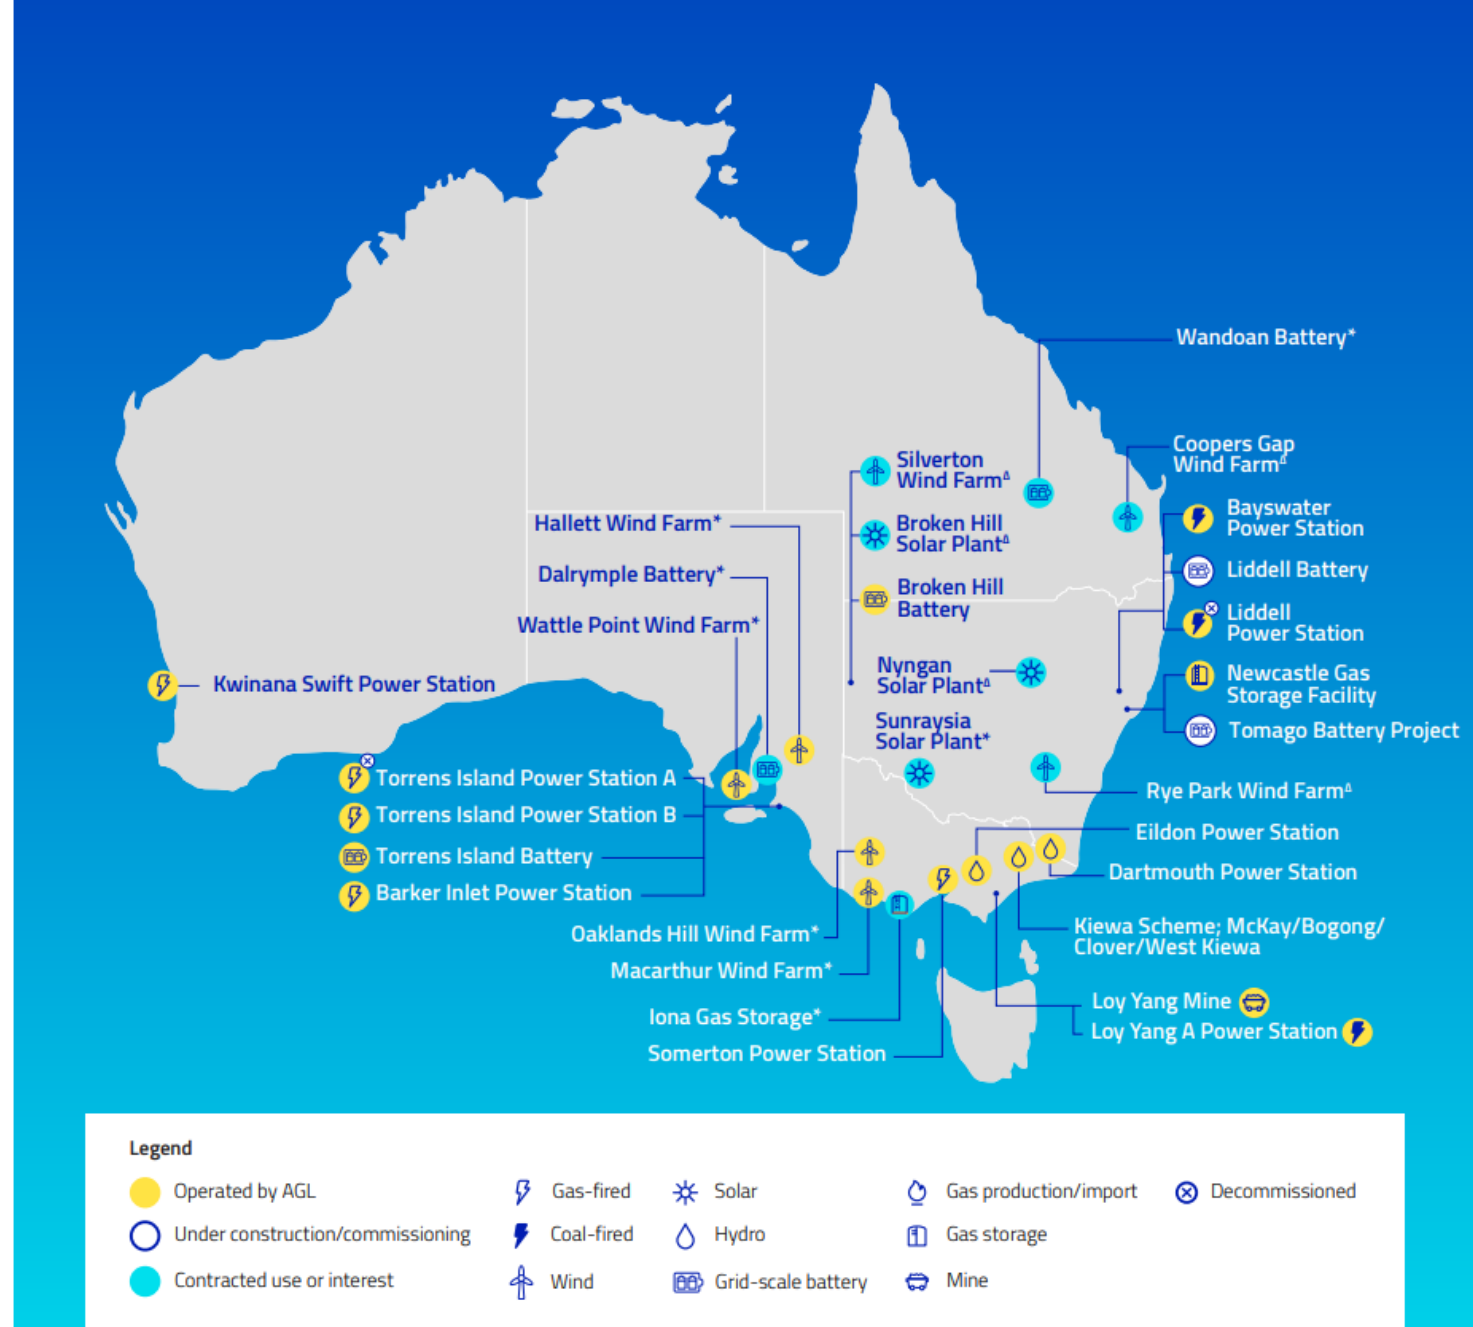 Wandoan Battery*
Coopers Gap
Wind FarmΔ
Silverton
Wind FarmΔ
Bayswater
Power Station
Hallett Wind Farm*
Broken Hill
Solar PlantΔ
Liddell Battery
Dalrymple Battery*
Broken Hill
Battery
Liddell
Power Station
Wattle Point Wind Farm*
Nyngan
Solar PlantΔ
Newcastle Gas
Storage Facility
Kwinana Swift Power Station
Sunraysia
Solar Plant*
Tomago Battery Project
Torrens Island Power Station A
Rye Park Wind FarmΔ
Torrens Island Power Station B
Eildon Power Station
Torrens Island Battery
Dartmouth Power Station
Barker Inlet Power Station
Oaklands Hill Wind Farm*
Kiewa Scheme; McKay/Bogong/
Clover/West Kiewa
Macarthur Wind Farm*
Iona Gas Storage*
Loy Yang Mine
Loy Yang A Power Station
Somerton Power Station
Legend
Operated by AGL
Under construction/commissioning
Contracted use or interest
Gas-fired
Coal-fired
Wind
Solar
Hydro
Grid-scale battery
Gas production/import
Gas storage
Mine
Decommissioned